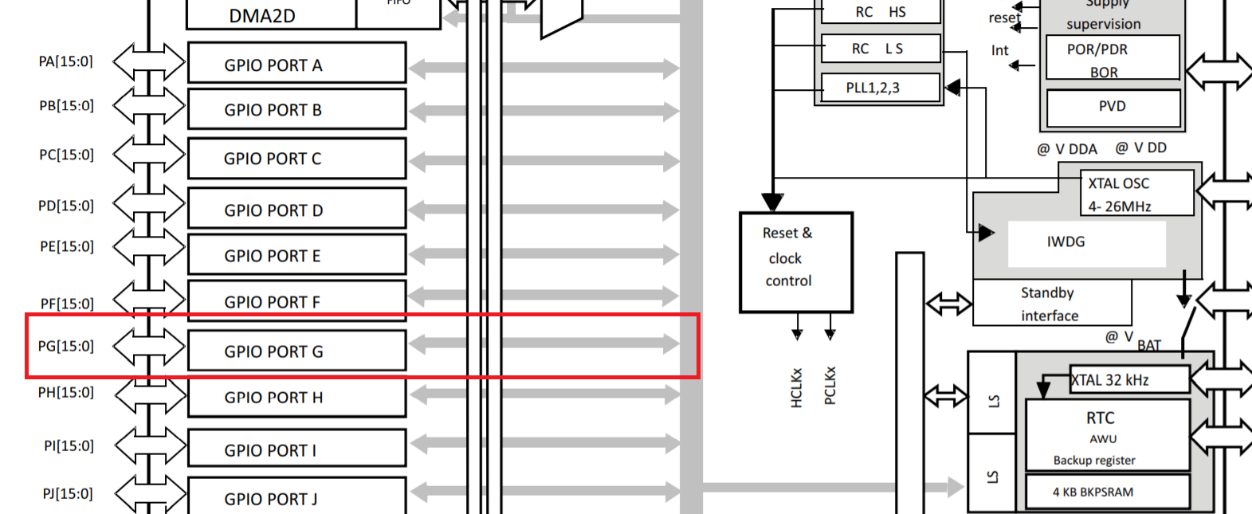 DMA2D
FIFO
PA[15:0]
GPIO PORT A
PB[15:0]
GPIO PORT B
PC[15:0]
GPIO PORT C
PD[15:0]
GPIO PORT D
PE[15:0]
GPIO PORT E
PF[15:0]
GPIO PORT F
PG[15:0]
GPIO PORT G
PH[15:0]
GPIO PORT H
PI[15:0]
GPIO PORT I
PJ[15:0]
GPIO PORT J
RC HS
RC L S
PLL1,2,3
Reset &
clock
control
HCLKx
PCLKx
reset
Int
Supply
supervision
POR/PDR
BOR
PVD
@ V DDA @ V DD
XTAL OSC
4- 26MHz
IWDG
Standby
interface
@ V BAT
LS
LS
XTAL 32 kHz
RTC
AWU
Backup register
4 KB BKPSRAM